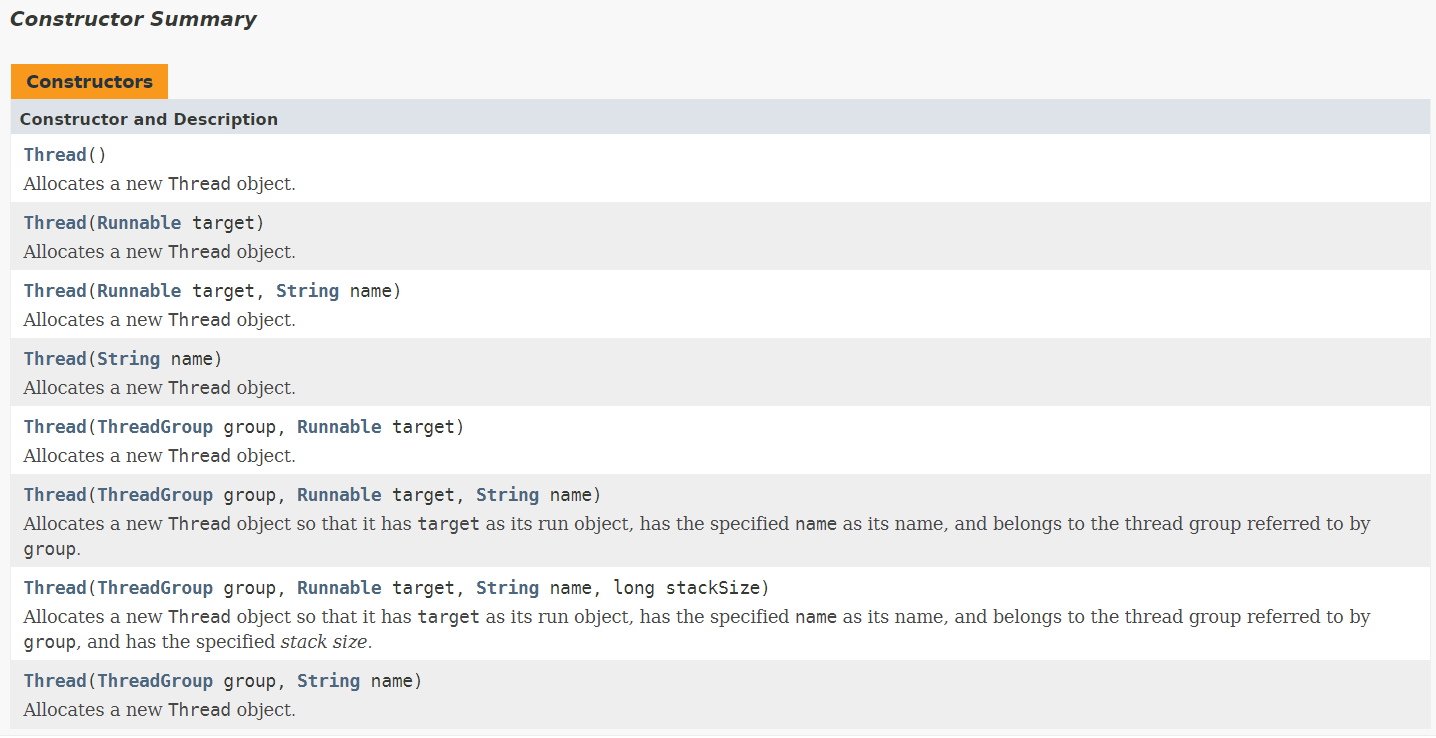 Constructor Summary
Constructors
Constructor and Description
Thread()
Allocates a new Thread object.
Thread(Runnable target)
Allocates a new Thread object.
Thread(Runnable target, String name)
Allocates a new Thread object.
Thread(String name)
Allocates a new Thread object.
Thread(ThreadGroup group, Runnable target)
Allocates a new Thread object.
Thread(ThreadGroup group, Runnable target, String name)
Allocates a new Thread object so that it has target as its run object, has the specified name as its name, and belongs to the thread group referred to by
group.
Thread(ThreadGroup group, Runnable target, String name, long stackSize)
Allocates a new Thread object so that it has target as its run object, has the specified name as its name, and belongs to the thread group referred to by
group, and has the specified stack size.
Thread(ThreadGroup group, String name)
Allocates a new Thread object.